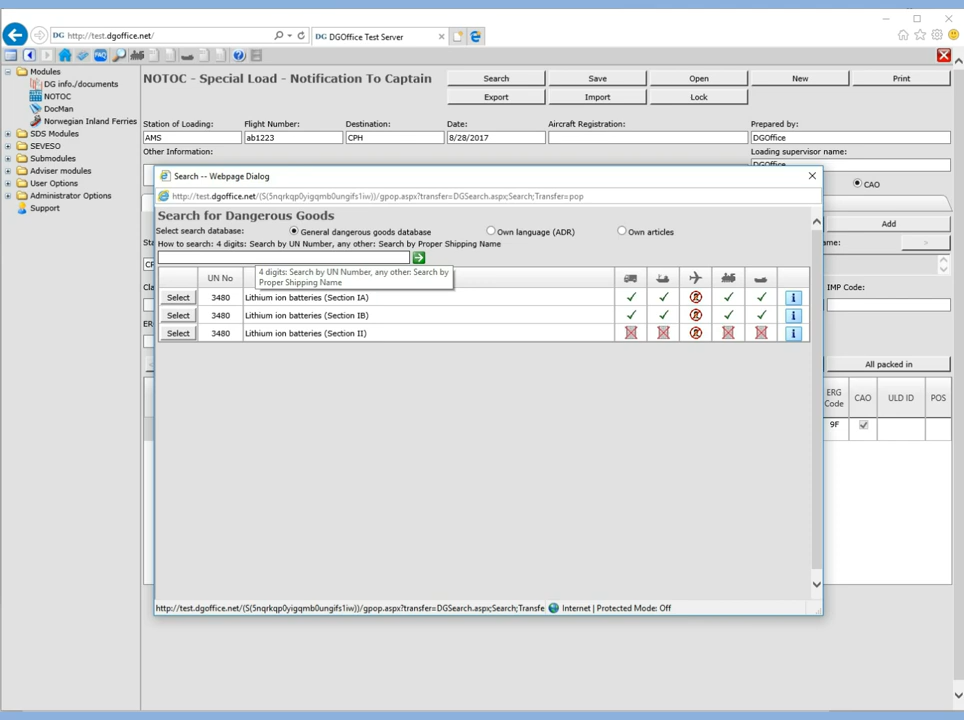 DG http://test.dgoffice.net/
DG DGOffice Test Server
FAQ
Modules
DG info./documents
NOTOC
DocMan
Norwegian Inland Ferries
SDS Modules
SEVESO
Submodules
Adviser modules
User Options
Administrator Options
Support
NOTOC - Special Load - Notification To Captain
Search
Save
Open
New
Print
Export
Import
Lock
Station of Loading:
Flight Number:
Destination:
Date:
Aircraft Registration:
Prepared by:
AMS
ab1223
CPH
8/28/2017
DGOffice
Other Information:
Loading supervisor name:
DGOffice
CAO
Add
Sta
ame:
CP
Cla
IMP Code:
ER
All packed in
ERG Code
CAO
ULD ID
POS
9F
Search -- Webpage Dialog
http://test.dgoffice.net/(S(5nqrkqp0yigqmb0ungifs1iw))/gpop.aspx?transfer=DGSearch.aspx;Search;Transfer=pop
Search for Dangerous Goods
Select search database:
General dangerous goods database
Own language (ADR)
Own articles
How to search: 4 digits: Search by UN Number, any other: Search by Proper Shipping Name
4 digits: Search by UN Number, any other: Search by
Proper Shipping Name
UN No
Select 3480 Lithium ion batteries (Section IA)
Select 3480 Lithium ion batteries (Section IB)
Select 3480 Lithium ion batteries (Section II)
http://test.dgoffice.net/(S(5nqrkqp0yigqmb0ungifs1iw))/gpop.aspx?transfer=DGSearch.aspx;Search;Transfe
Internet | Protected Mode: Off